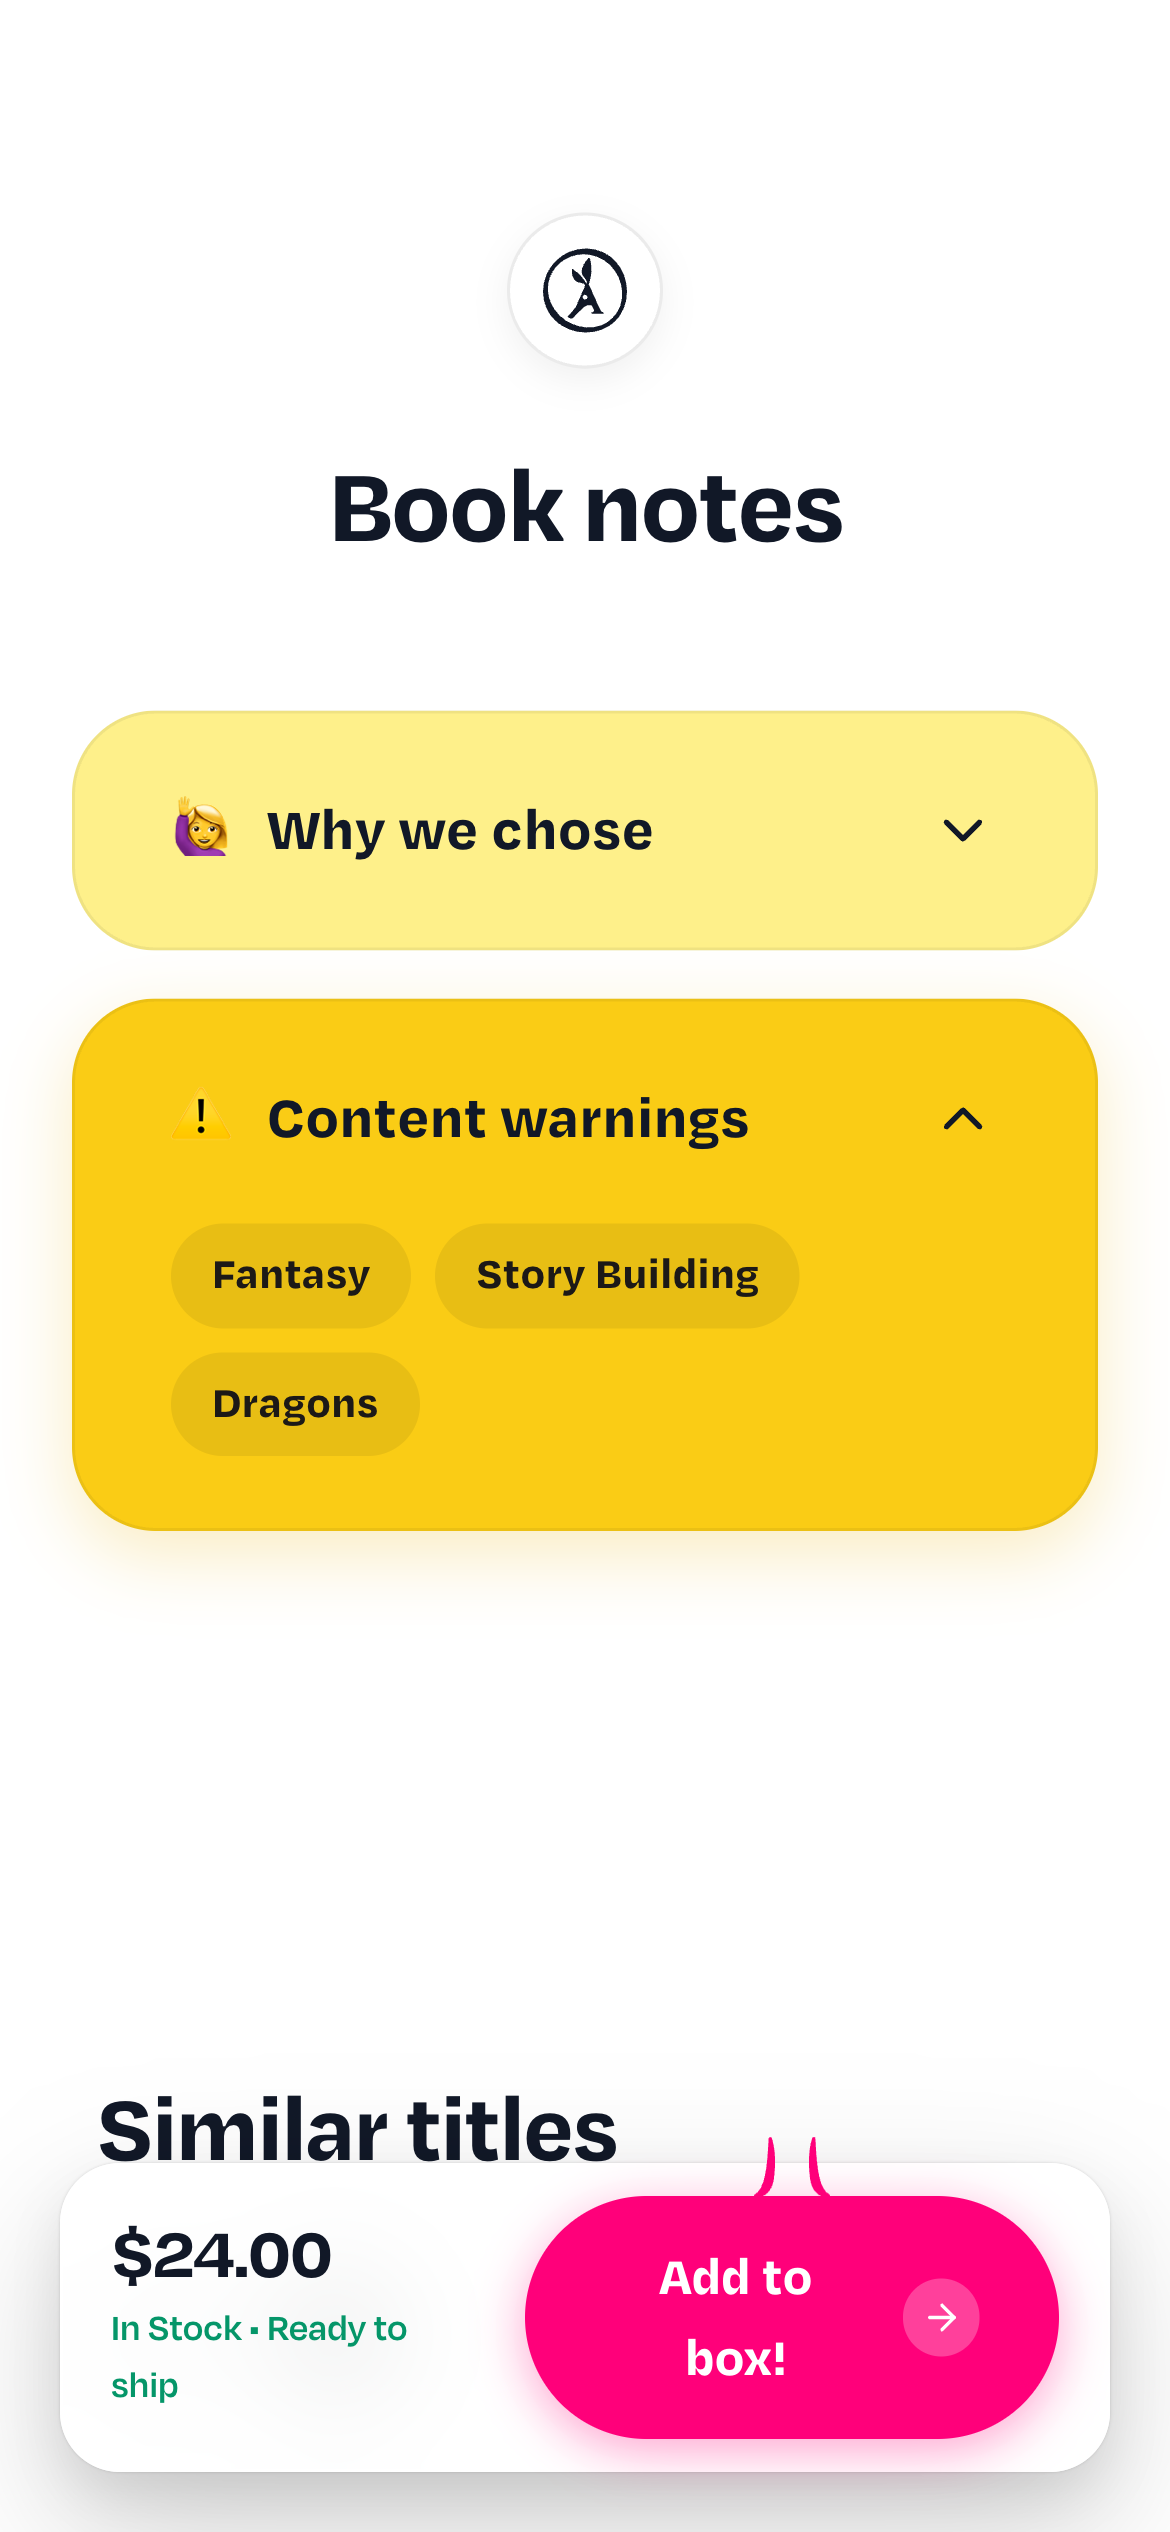 Book notes
Why we chose
Content warnings
Fantasy
Story Building
Dragons
Similar titles
$24.00
In Stock • Ready to
ship
Add to
box!